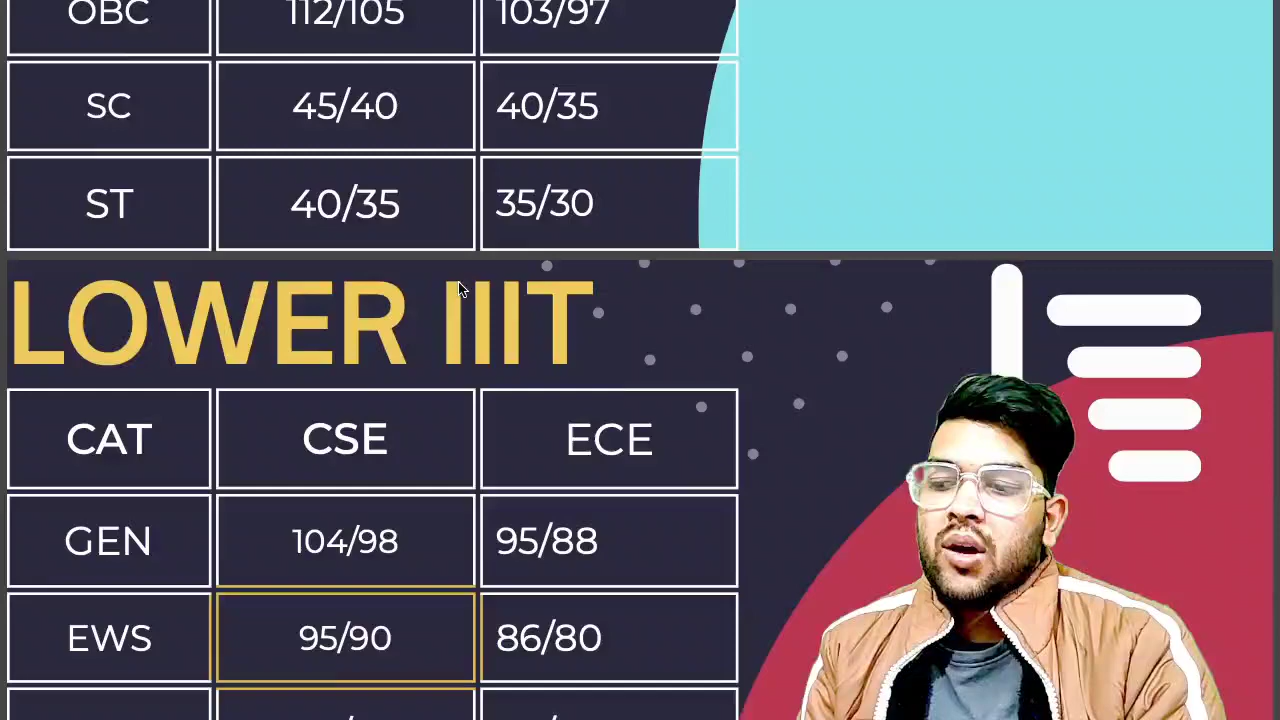 OBC 112/105 103/97
SC 45/40 40/35
ST 40/35 35/30
LOWER IIIT
CAT CSE ECE
GEN 104/98 95/88
EWS 95/90 86/80